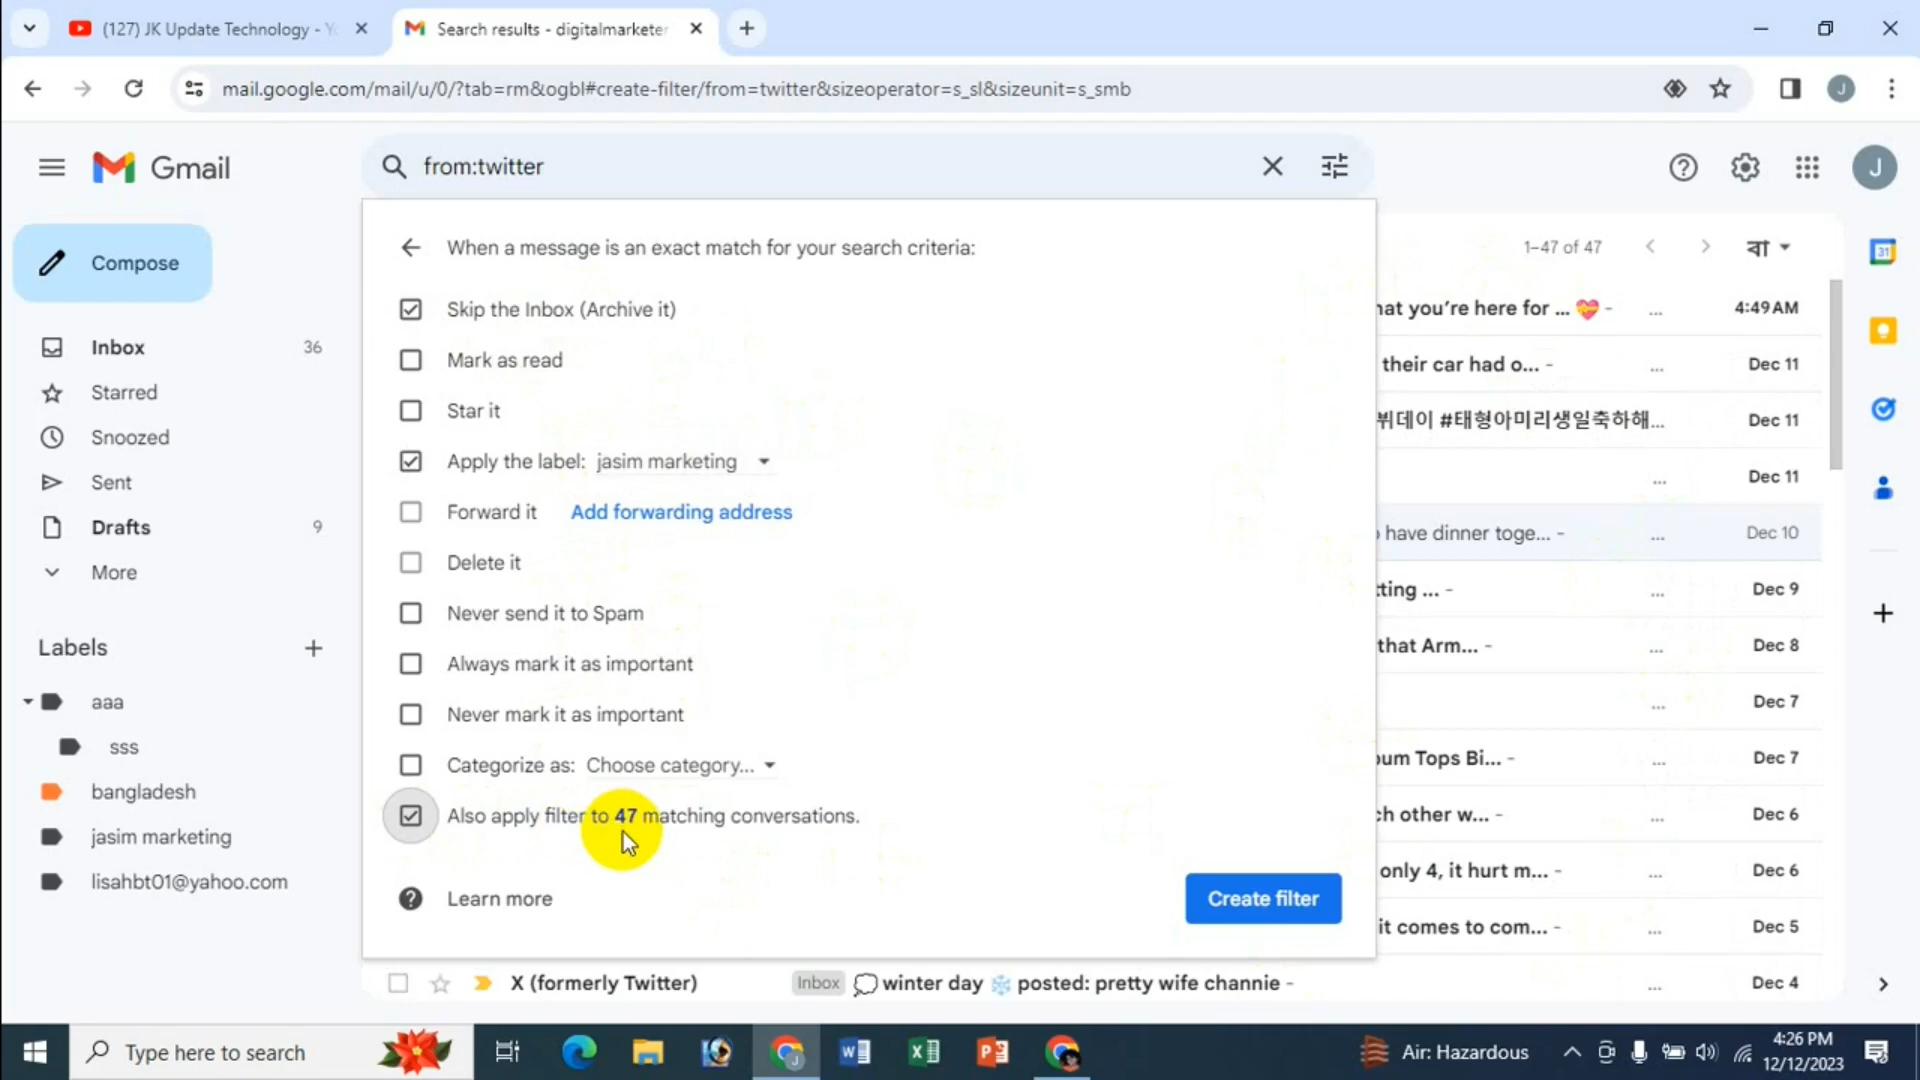 (127) JK Update Technology - Y
Search results - digitalmarketer
mail.google.com/mail/u/0/?tab=rm&ogbl#create-filter/from=twitter&sizeoperator=s_sl&sizeunit=s_smb
J
Gmail
from:twitter
J
Compose
When a message is an exact match for your search criteria:
1–47 of 47
বা
31
Skip the Inbox (Archive it)
you're here for ... 💝 -
...
4:49 AM
Inbox
36
Mark as read
their car had o... -
...
Dec 11
Starred
Star it
뷔데이 #태형아미리생일축하해...
Dec 11
Snoozed
Apply the label: jasim marketing
...
Dec 11
Sent
Forward it
Add forwarding address
have dinner toge... -
...
Dec 10
Drafts
9
Delete it
...
-
...
Dec 9
More
Never send it to Spam
that Arm... -
...
Dec 8
Labels
Always mark it as important
...
Dec 7
aaa
Never mark it as important
Tops Bi... -
...
Dec 7
sss
Categorize as: Choose category...
other w... -
...
Dec 6
bangladesh
Also apply filter to 47 matching conversations.
only 4, it hurt m... -
...
Dec 6
jasim marketing
it comes to com... -
...
Dec 5
lisahbt01@yahoo.com
Learn more
Create filter
X (formerly Twitter)
Inbox
💭 winter day ❄️ posted: pretty wife channie -
...
Dec 4
Type here to search
Air: Hazardous
4:26 PM
12/12/2023